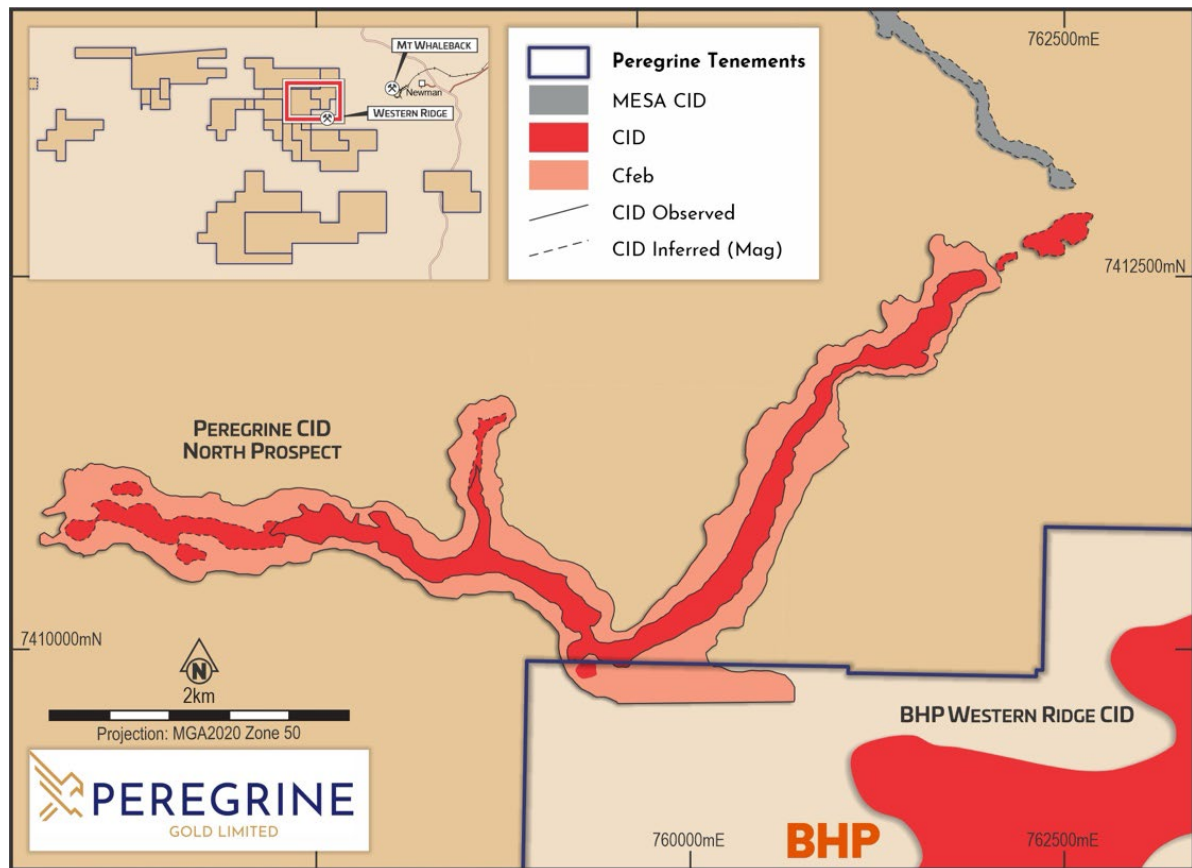 MT WHALEBACK
Newman
WESTERN RIDGE
Peregrine Tenements
MESA CID
CID
Cfeb
CID Observed
CID Inferred (Mag)
762500mE
7412500mN
PEREGRINE CID
NORTH PROSPECT
7410000mN
N
2km
Projection: MGA2020 Zone 50
BHP WESTERN RIDGE CID
PEREGRINE
GOLD LIMITED
760000mE
BHP
762500mE